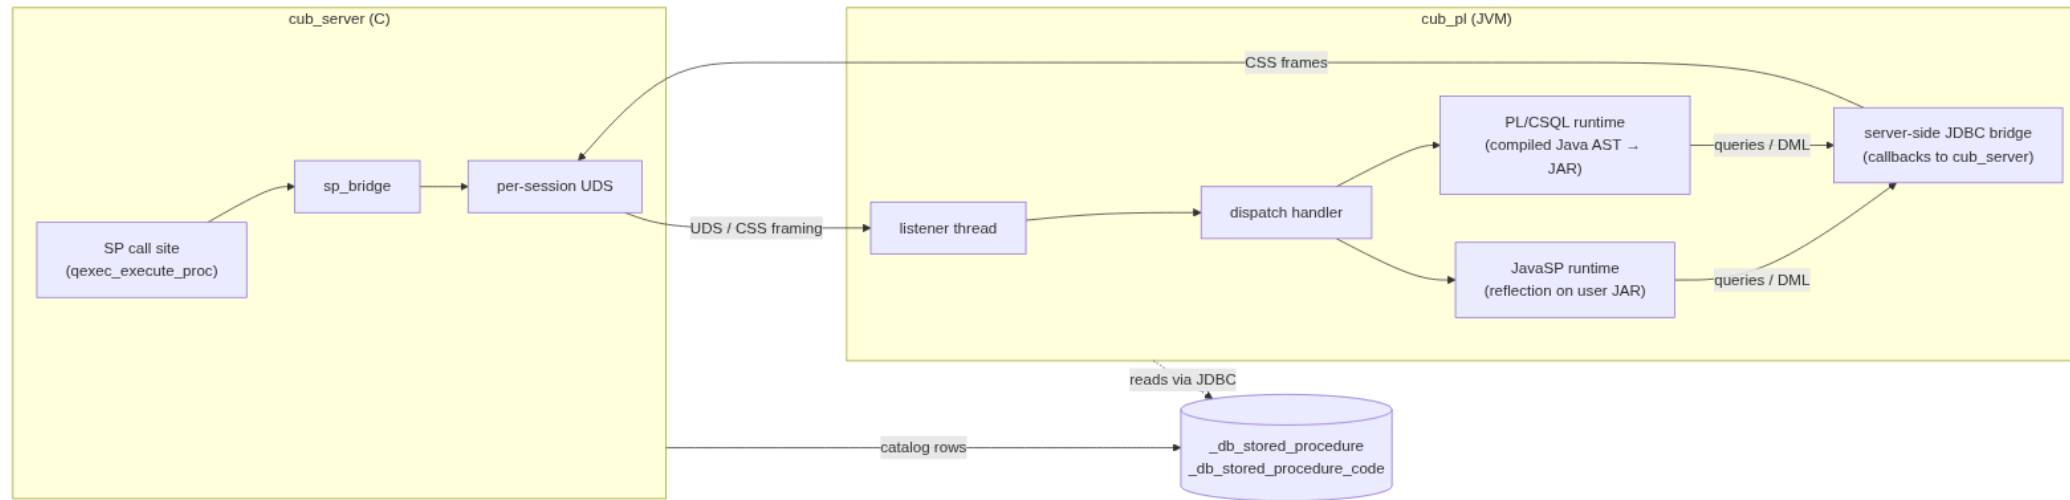 cub_server (C)
SP call site
(qexec_execute_proc)
sp_bridge
per-session UDS
UDS / CSS framing
cub_pl (JVM)
CSS frames
listener thread
dispatch handler
PL/CSQL runtime
(compiled Java AST →
JAR)
JavaSP runtime
(reflection on user JAR)
queries / DML
queries / DML
server-side JDBC bridge
(callbacks to cub_server)
reads via JDBC
catalog rows
_db_stored_procedure
_db_stored_procedure_code